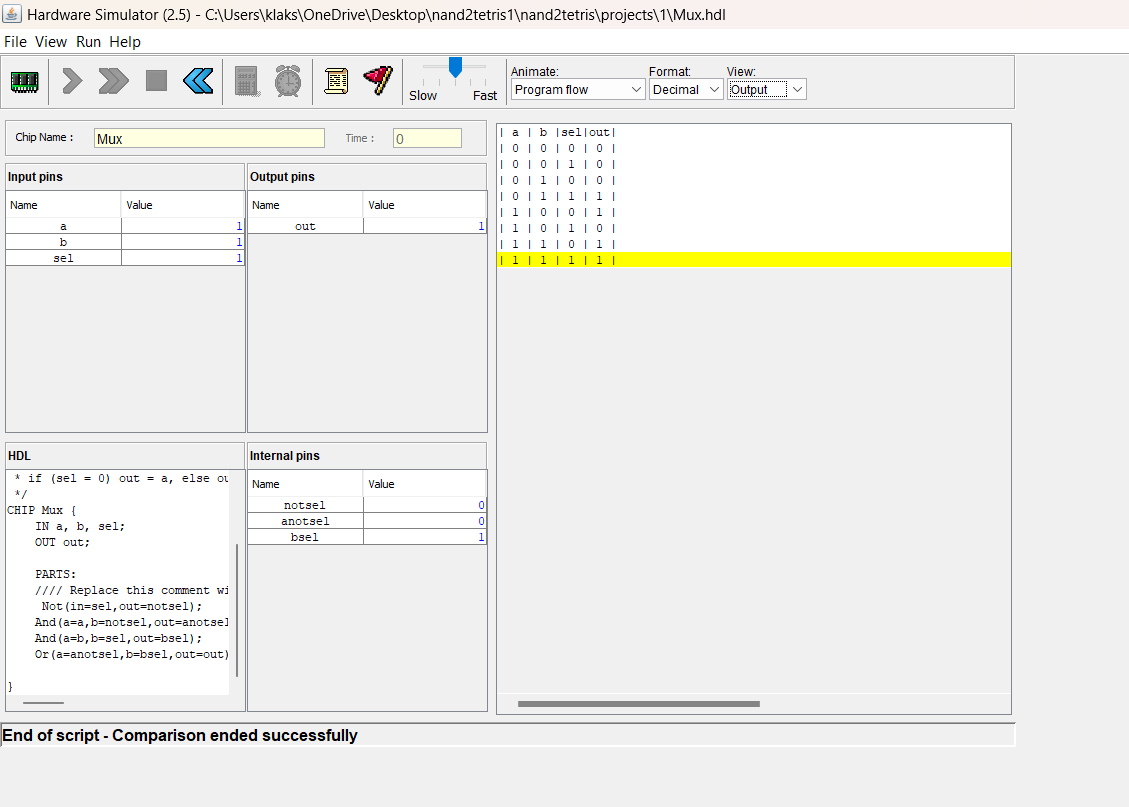 Hardware Simulator (2.5) - C:\Users\klaks\OneDrive\Desktop\nand2tetris1\nand2tetris\projects\1\Mux.hdl
File View Run Help
Slow Fast
Animate: Format: View:
Program flow Decimal Output
Chip Name : Mux Time : 0
Input pins
Name Value
a 1
b 1
sel 1
Output pins
Name Value
out 1
| a | b |sel|out|
| 0 | 0 | 0 | 0 |
| 0 | 0 | 1 | 0 |
| 0 | 1 | 0 | 0 |
| 0 | 1 | 1 | 1 |
| 1 | 0 | 0 | 1 |
| 1 | 0 | 1 | 0 |
| 1 | 1 | 0 | 1 |
| 1 | 1 | 1 | 1 |
HDL
* if (sel = 0) out = a, else ou
*/
CHIP Mux {
IN a, b, sel;
OUT out;
PARTS:
//// Replace this comment wi
Not(in=sel,out=notsel);
And(a=a,b=notsel,out=anotsel
And(a=b,b=sel,out=bsel);
Or(a=anotsel,b=bsel,out=out)
}
Internal pins
Name Value
notsel 0
anotsel 0
bsel 1
End of script - Comparison ended successfully